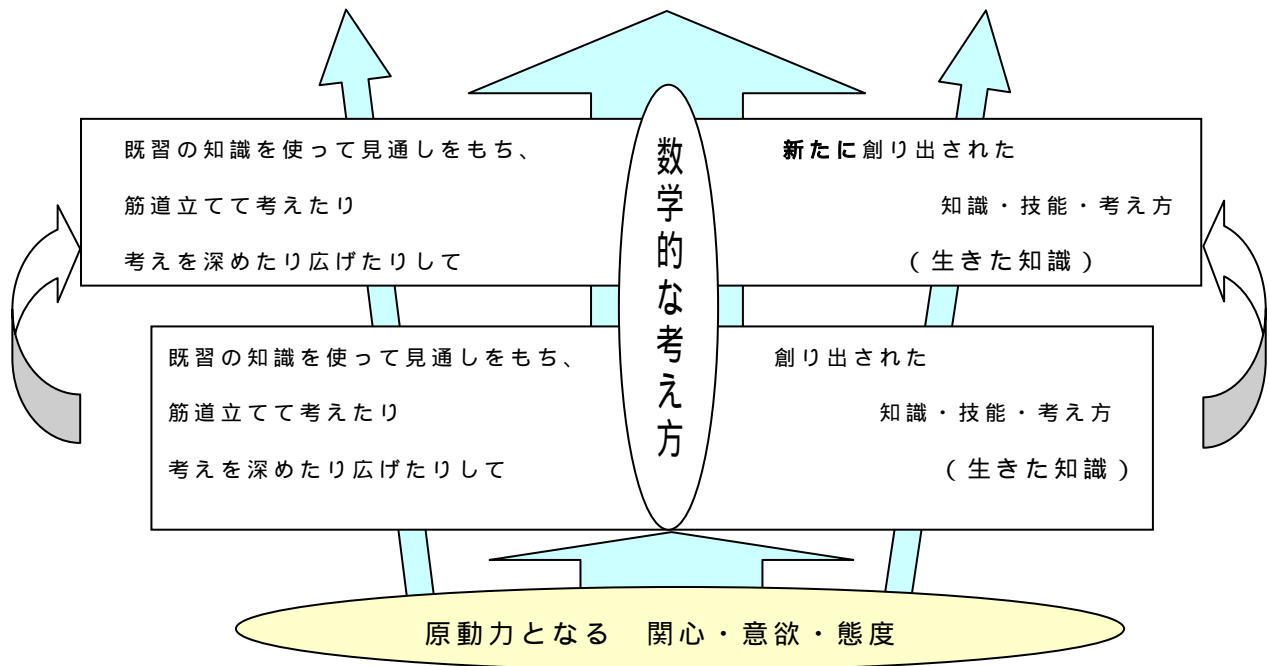 既習の知識を使って見通しをもち、
筋道立てて考えたり
考えを深めたり広げたりして
数学的な考え方
新たに創り出された
知識・技能・考え方
（生きた知識）
既習の知識を使って見通しをもち、
筋道立てて考えたり
考えを深めたり広げたりして
創り出された
知識・技能・考え方
（生きた知識）
原動力となる　関心・意欲・態度